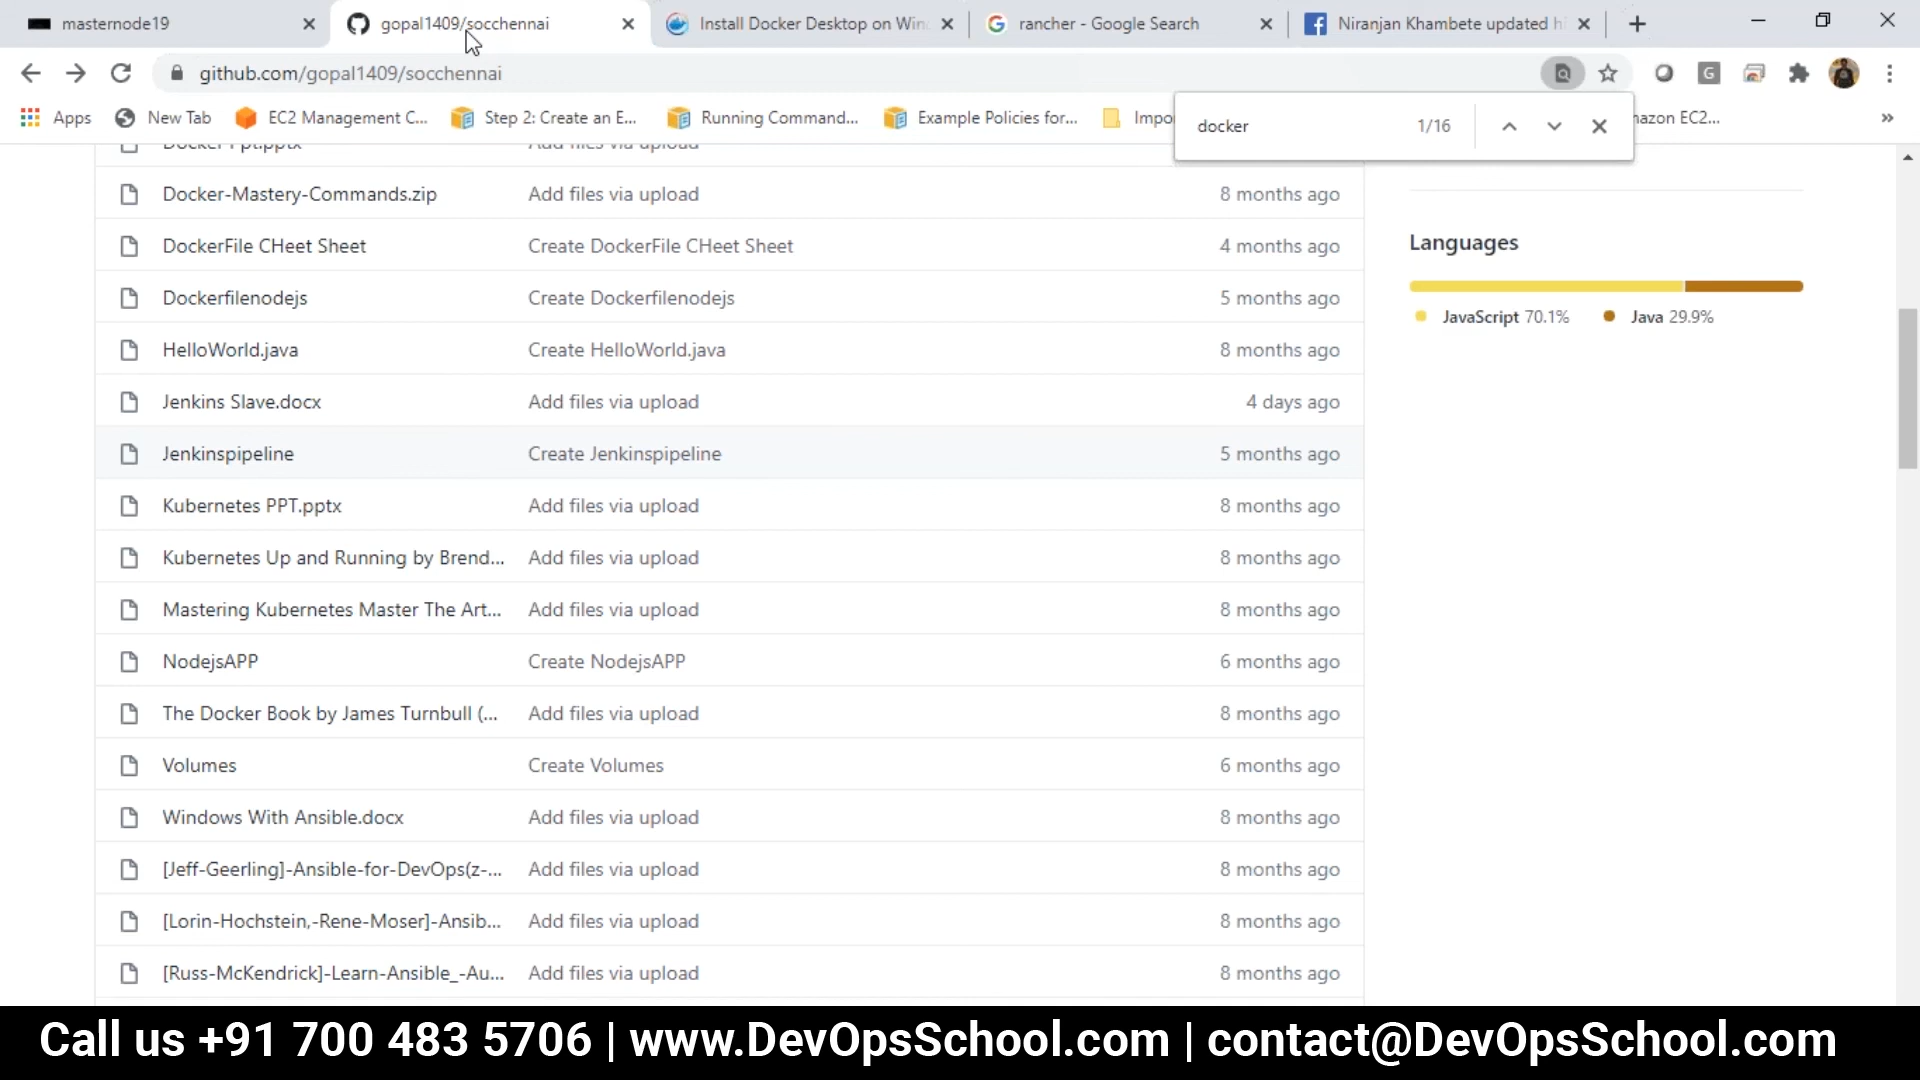 masternode19
gopal1409/socchennai
Install Docker Desktop on Win
rancher - Google Search
Niranjan Khambete updated hi
github.com/gopal1409/socchennai
Apps
New Tab
EC2 Management C...
Step 2: Create an E...
Running Command...
Example Policies for...
Impo
azon EC2...
docker
1/16
Docker Ppt.pptx Add files via upload
Docker-Mastery-Commands.zip Add files via upload 8 months ago
DockerFile CHeet Sheet Create DockerFile CHeet Sheet 4 months ago
Dockerfilenodejs Create Dockerfilenodejs 5 months ago
HelloWorld.java Create HelloWorld.java 8 months ago
Jenkins Slave.docx Add files via upload 4 days ago
Jenkinspipeline Create Jenkinspipeline 5 months ago
Kubernetes PPT.pptx Add files via upload 8 months ago
Kubernetes Up and Running by Brend... Add files via upload 8 months ago
Mastering Kubernetes Master The Art... Add files via upload 8 months ago
NodejsAPP Create NodejsAPP 6 months ago
The Docker Book by James Turnbull (... Add files via upload 8 months ago
Volumes Create Volumes 6 months ago
Windows With Ansible.docx Add files via upload 8 months ago
[Jeff-Geerling]-Ansible-for-DevOps(z-... Add files via upload 8 months ago
[Lorin-Hochstein,-Rene-Moser]-Ansib... Add files via upload 8 months ago
[Russ-McKendrick]-Learn-Ansible_-Au... Add files via upload 8 months ago
Languages
JavaScript 70.1% Java 29.9%
Call us +91 700 483 5706 | www.DevOpsSchool.com | contact@DevOpsSchool.com